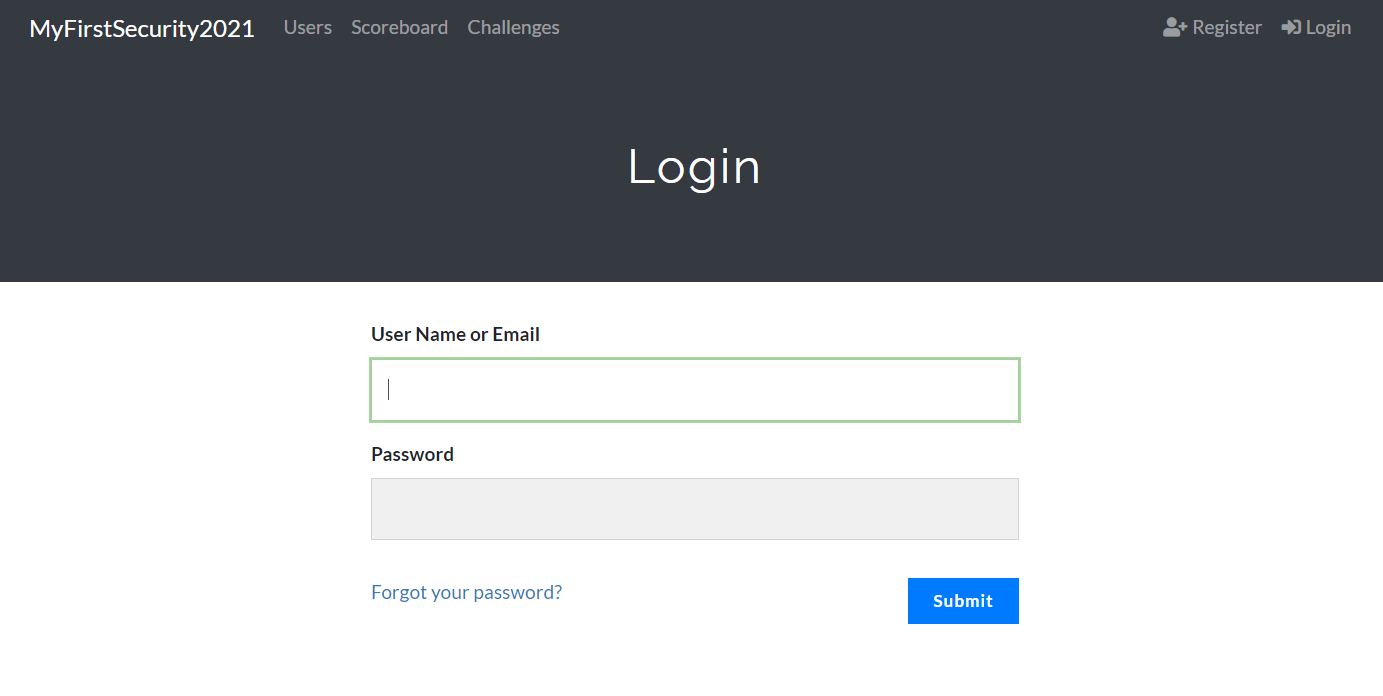 MyFirstSecurity2021 Users Scoreboard Challenges Register Login
Login
User Name or Email
Password
Forgot your password? Submit